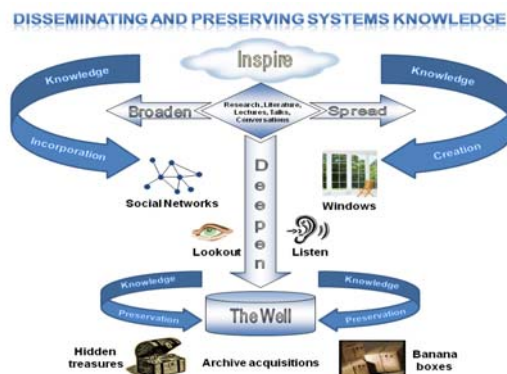 DISSEMINATING AND PRESERVING SYSTEMS KNOWLEDGE
Inspire
Knowledge
Knowledge
Research, Literature,
Lectures, Talks,
Conversations
Broaden
Spread
Incorporation
Creation
Deepen
Social Networks
Windows
Lookout
Listen
Knowledge
Knowledge
The Well
Preservation
Preservation
Hidden
treasures
Archive acquisitions
Banana
boxes